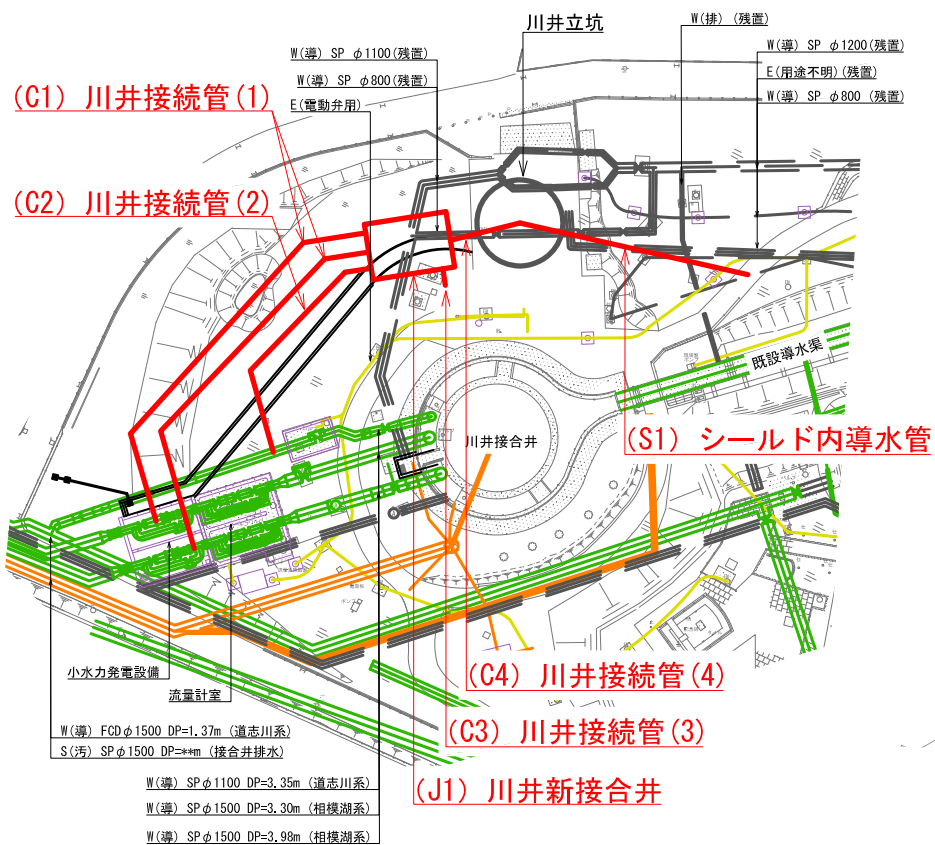 川井立坑
W(排) (残置)
W(導) SP φ1100(残置)
W(導) SP φ1200(残置)
W(導) SP φ800(残置)
E(用途不明)(残置)
E(電動弁用)
W(導) SP φ800 (残置)
(C1) 川井接続管(1)
(C2) 川井接続管(2)
既設導水渠
川井接合井
(S1) シールド内導水管
ポンプ
小水力発電設備
流量計室
(C4) 川井接続管(4)
(C3) 川井接続管(3)
W(導) FCDφ1500 DP=1.37m (道志川系)
S(汚) SPφ1500 DP=**m (接合井排水)
W(導) SPφ1100 DP=3.35m (道志川系)
(J1) 川井新接合井
W(導) SPφ1500 DP=3.30m (相模湖系)
W(導) SPφ1500 DP=3.98m (相模湖系)